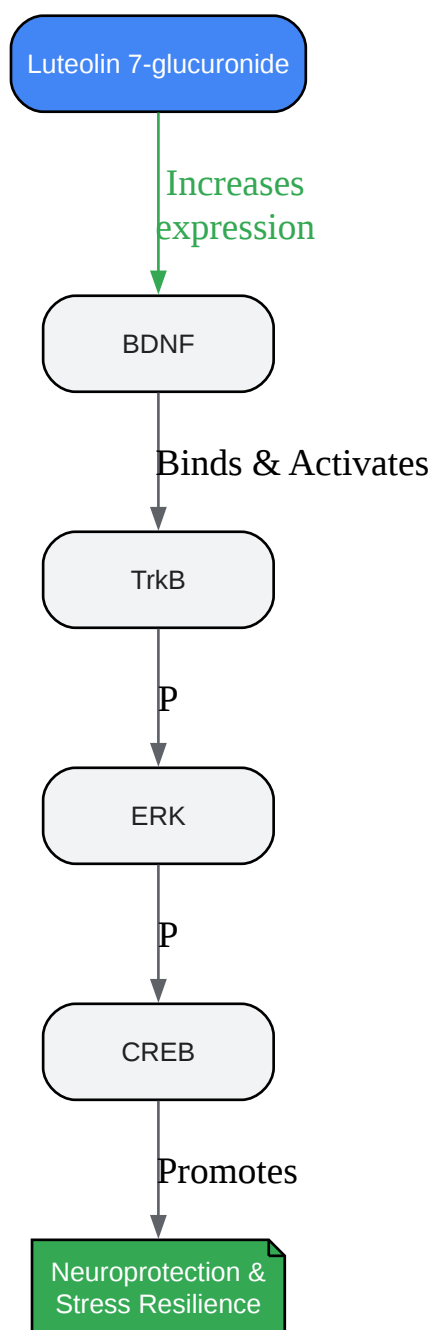 Luteolin 7-glucuronide
Increases
expression
BDNF
Binds & Activates
TrkB
P
ERK
P
CREB
Promotes
Neuroprotection &
Stress Resilience